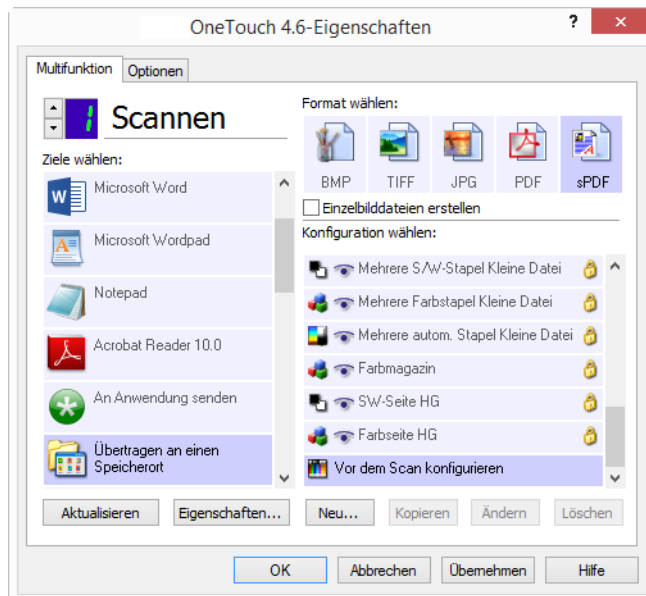 OneTouch 4.6-Eigenschaften
?
Multifunktion
Optionen
1
Scannen
Ziele wählen:
Microsoft Word
Microsoft Wordpad
Notepad
Acrobat Reader 10.0
An Anwendung senden
Übertragen an einen
Speicherort
Aktualisieren
Eigenschaften...
Format wählen:
BMP
TIFF
JPG
PDF
sPDF
Einzelbilddateien erstellen
Konfiguration wählen:
Mehrere S/W-Stapel Kleine Datei
Mehrere Farbstapel Kleine Datei
Mehrere autom. Stapel Kleine Datei
Farbmagazin
SW-Seite HG
Farbseite HG
Vor dem Scan konfigurieren
Neu...
Kopieren
Ändern
Löschen
OK
Abbrechen
Übernehmen
Hilfe